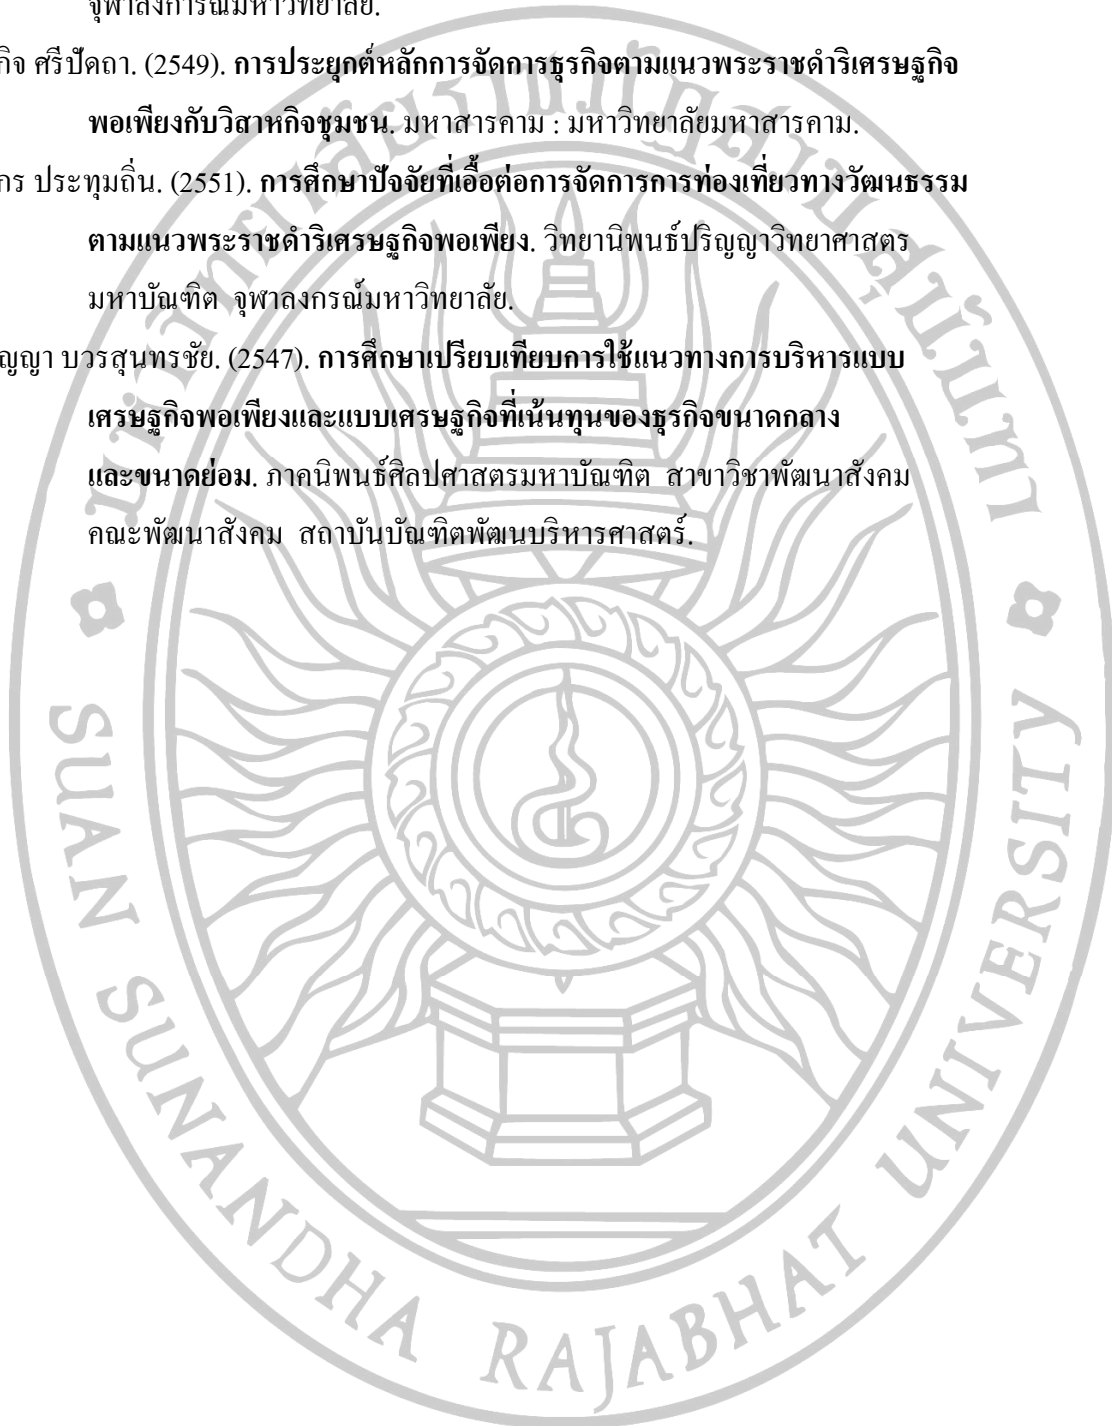 จุฬาลงกรณ์มหาวิทยาลัย.
กิจ ศรีปัดถา. (2549). การประยุกต์หลักการจัดการธุรกิจตามแนวพระราชดำริเศรษฐกิจ
พอเพียงกับวิสาหกิจชุมชน. มหาสารคาม : มหาวิทยาลัยมหาสารคาม.
กร ประทุมถิ่น. (2551). การศึกษาปัจจัยที่เอื้อต่อการจัดการการท่องเที่ยวทางวัฒนธรรม
ตามแนวพระราชดำริเศรษฐกิจพอเพียง. วิทยานิพนธ์ปริญญาวิทยาศาสตร
มหาบัณฑิต จุฬาลงกรณ์มหาวิทยาลัย.
ญญา บวรสุนทรชัย. (2547). การศึกษาเปรียบเทียบการใช้แนวทางการบริหารแบบ
เศรษฐกิจพอเพียงและแบบเศรษฐกิจที่เน้นทุนของธุรกิจขนาดกลาง
และขนาดย่อม. ภาคนิพนธ์ศิลปศาสตรมหาบัณฑิต สาขาวิชาพัฒนาสังคม
คณะพัฒนาสังคม สถาบันบัณฑิตพัฒนบริหารศาสตร์.
มหาวิทยาลัยราชภัฏสวนสุนันทา
SUAN SUNANDHA RAJABHAT UNIVERSITY